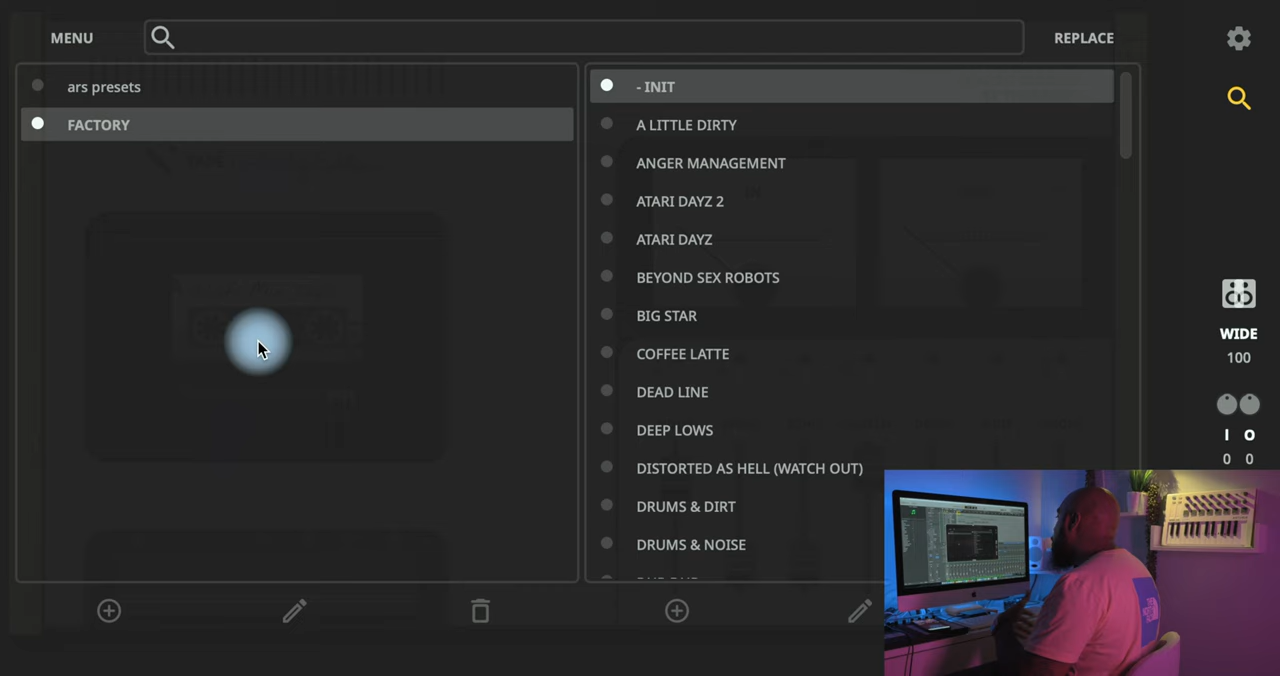 MENU
REPLACE
ars presets
FACTORY
- INIT
A LITTLE DIRTY
ANGER MANAGEMENT
ATARI DAYZ 2
ATARI DAYZ
BEYOND SEX ROBOTS
BIG STAR
COFFEE LATTE
DEAD LINE
DEEP LOWS
DISTORTED AS HELL (WATCH OUT)
DRUMS & DIRT
DRUMS & NOISE
WIDE
100
I O
0 0